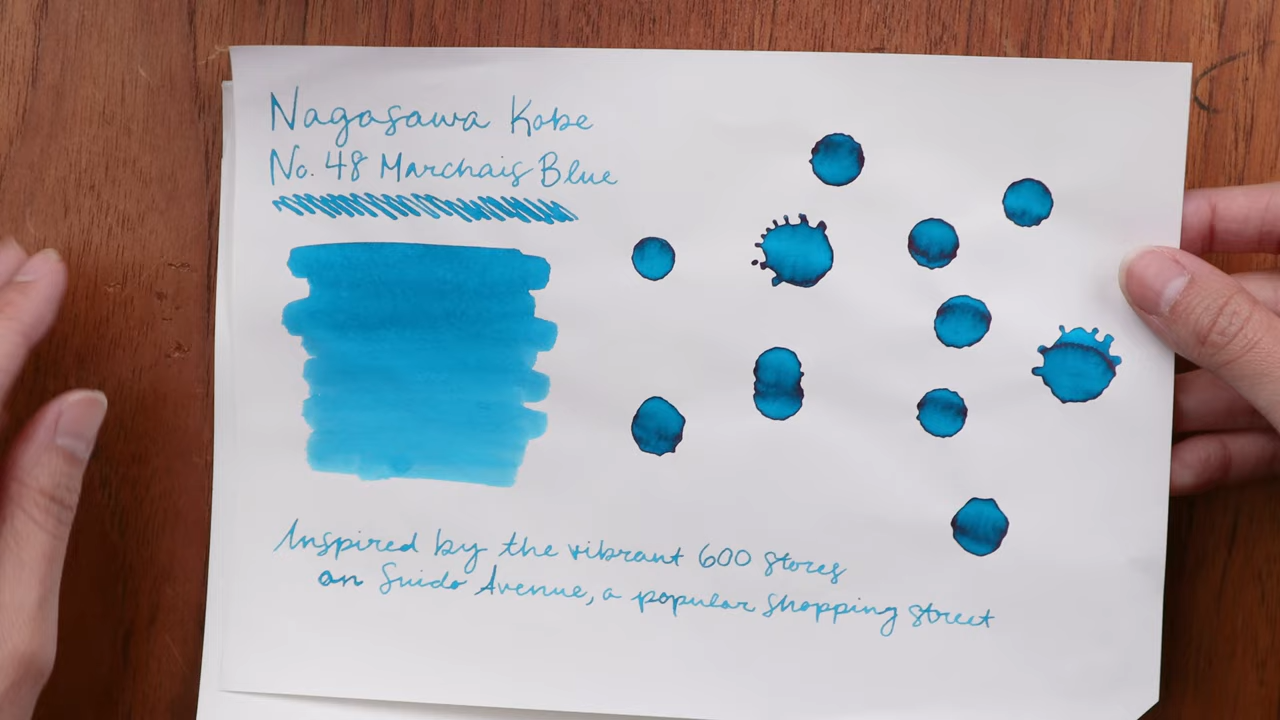 Nagasawa Kobe
No. 48 Marchais Blue
Inspired by the vibrant 600 stores
on Suido Avenue, a popular shopping street